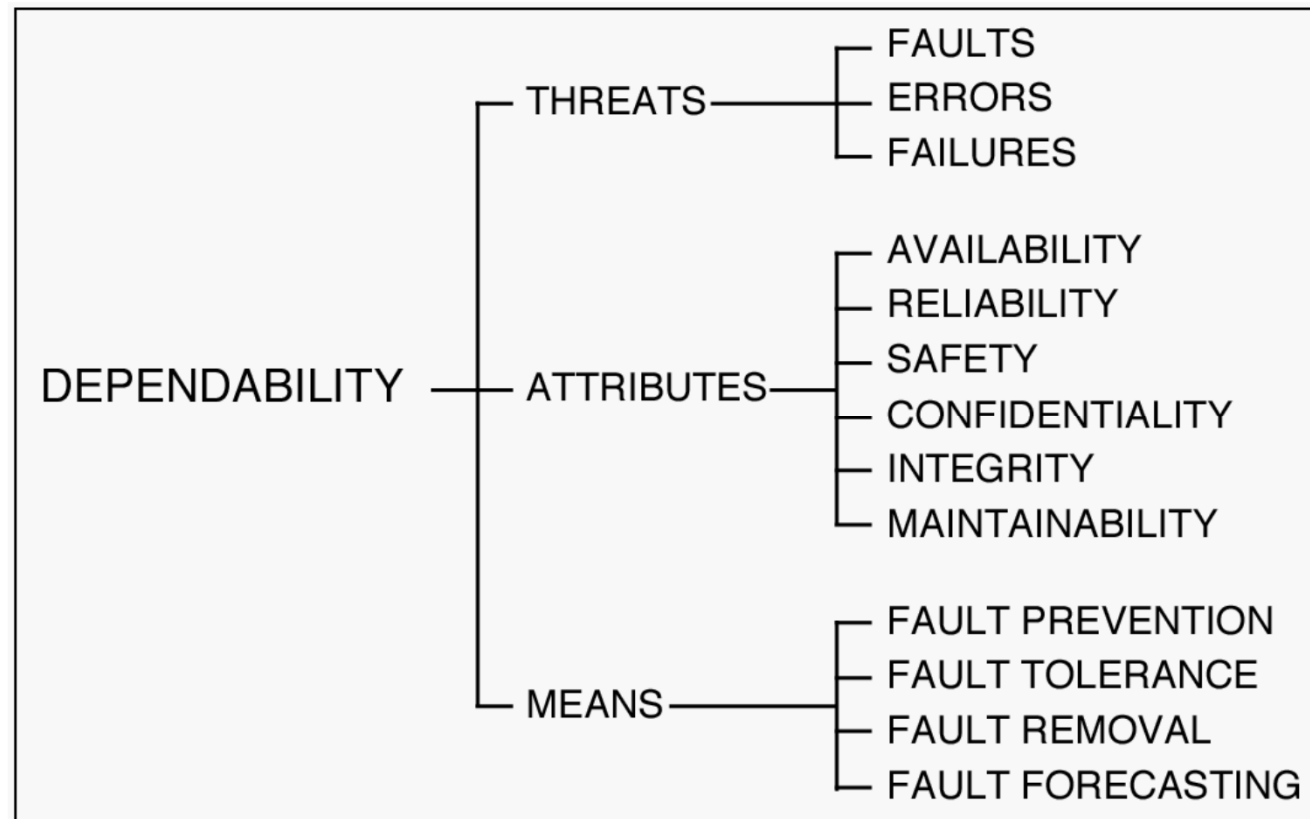 DEPENDABILITY
THREATS
FAULTS
ERRORS
FAILURES
ATTRIBUTES
AVAILABILITY
RELIABILITY
SAFETY
CONFIDENTIALITY
INTEGRITY
MAINTAINABILITY
MEANS
FAULT PREVENTION
FAULT TOLERANCE
FAULT REMOVAL
FAULT FORECASTING